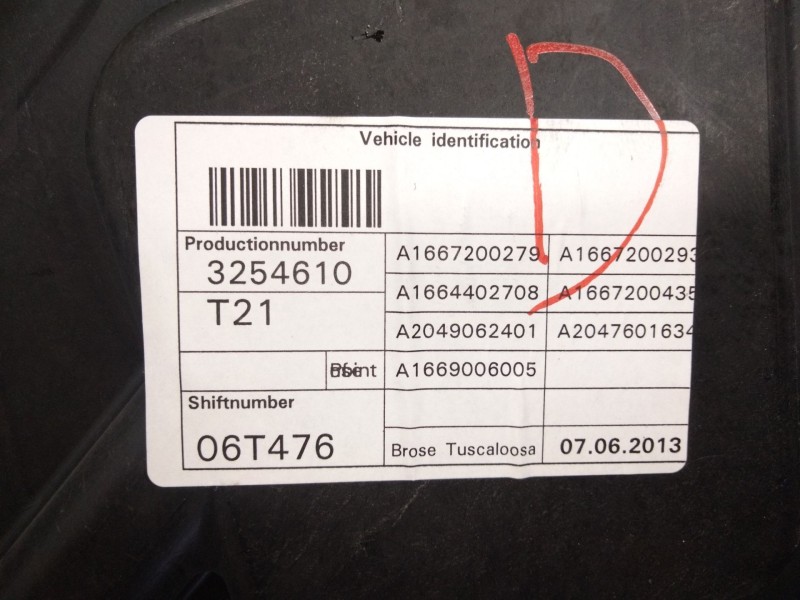 D
Vehicle identification
Productionnumber
3254610
A1667200279 A1667200293
T21
A1664402708 A1667200435
A2049062401 A2047601634
A1669006005
Shiftnumber
06T476
Brose Tuscaloosa 07.06.2013